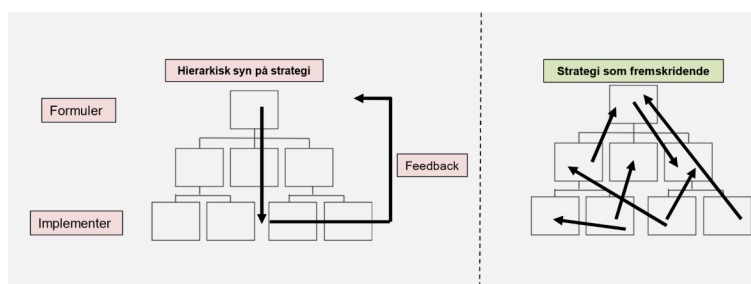 Hierarkisk syn på strategi
Strategi som fremskridende
Formuler
Feedback
Implementer